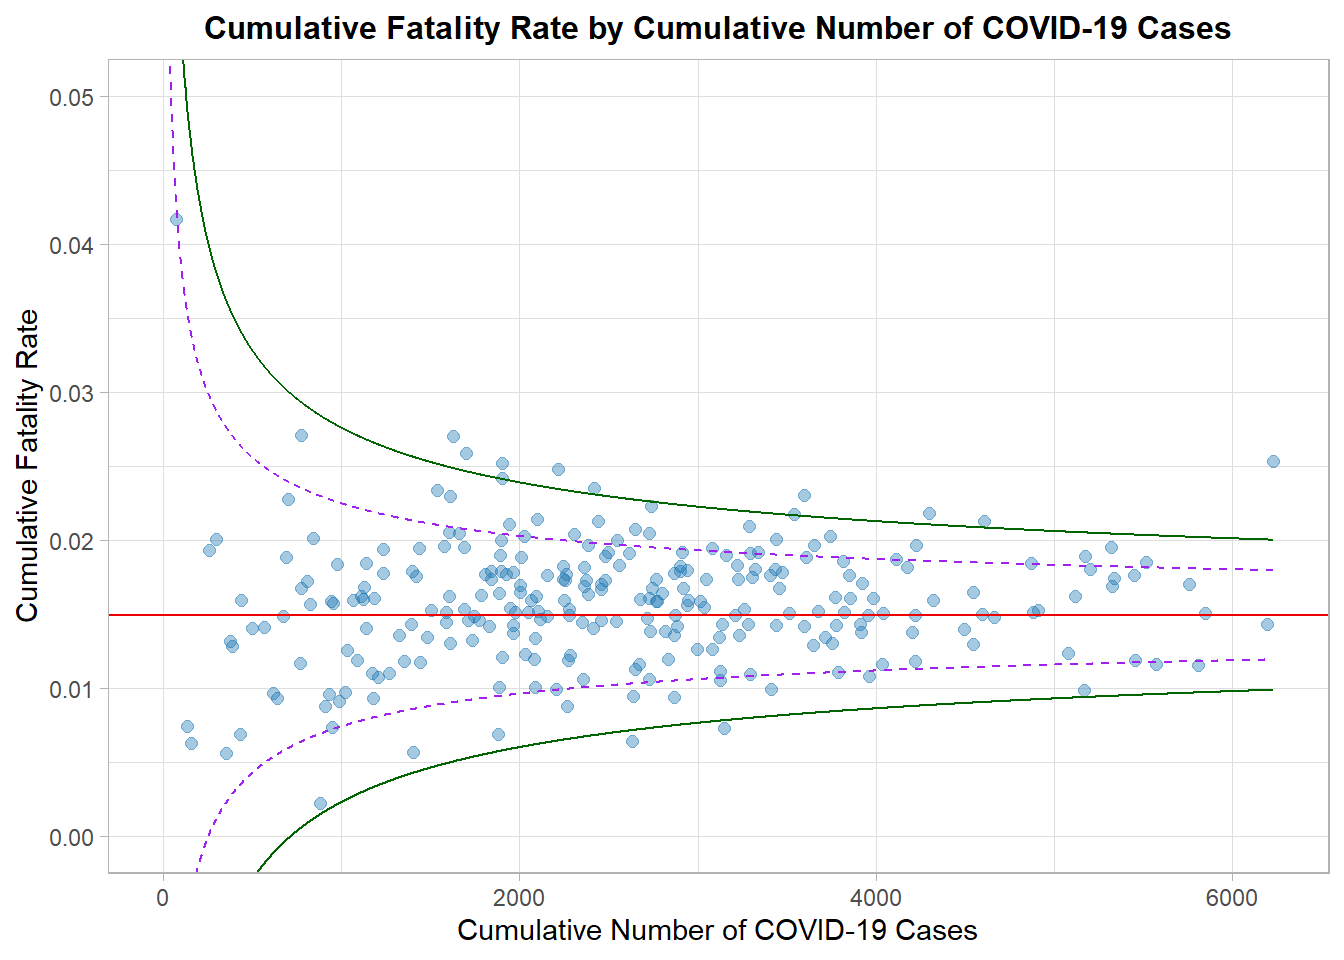 Cumulative Fatality Rate by Cumulative Number of COVID-19 Cases
Cumulative Fatality Rate
0.05
0.04
0.03
0.02
0.01
0.00
0 2000 4000 6000
Cumulative Number of COVID-19 Cases